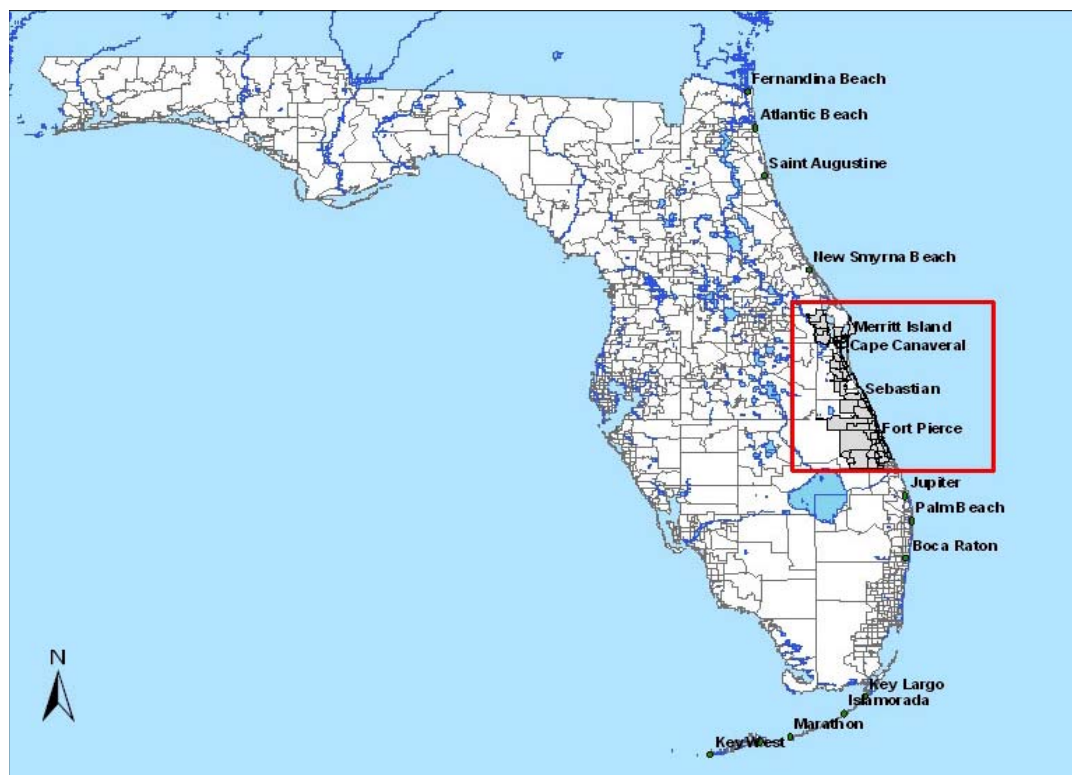 Fernandina Beach
Atlantic Beach
Saint Augustine
New Smyrna Beach
Merritt Island
Cape Canaveral
Sebastian
Fort Pierce
Jupiter
Palm Beach
Boca Raton
N
Key Largo
Islamorada
Marathon
Key West